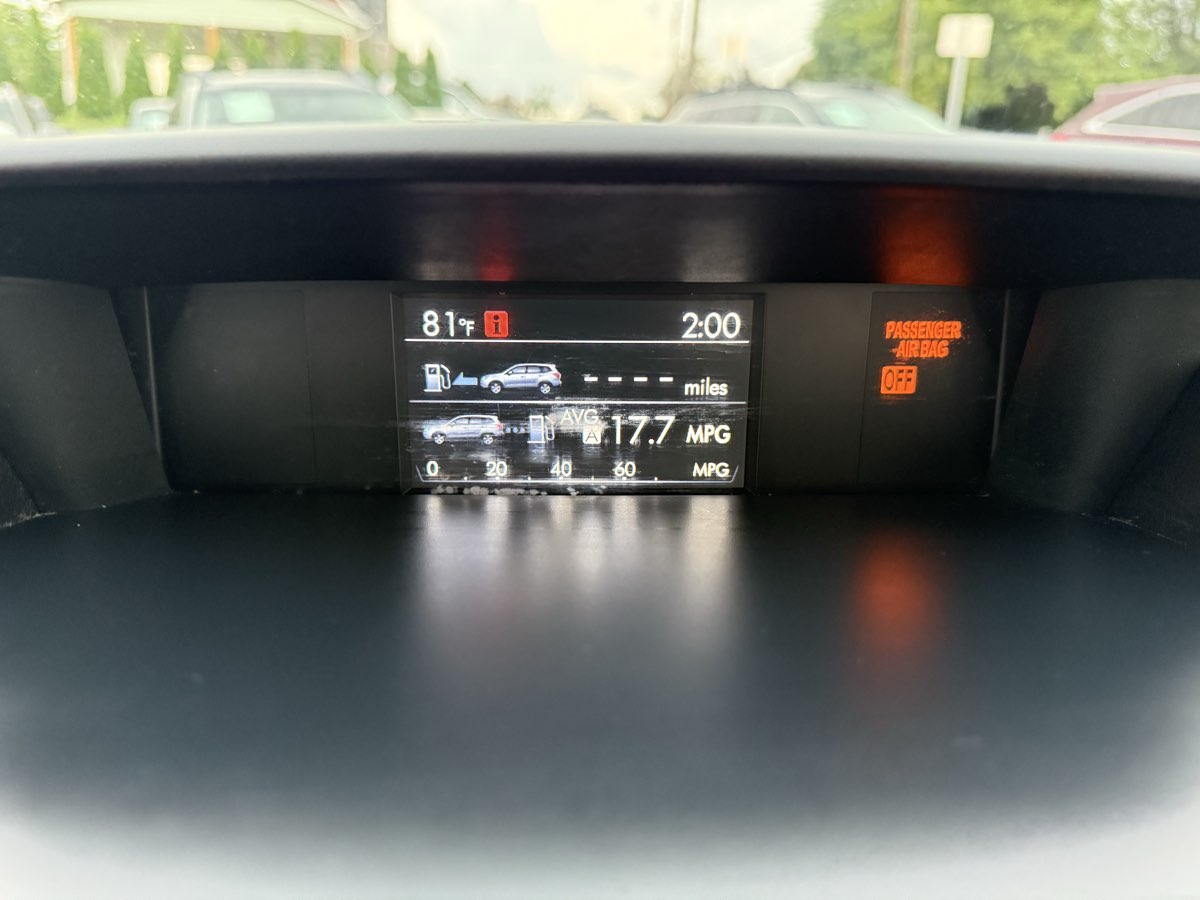 81°F i 2:00
PASSENGER
AIR BAG
OFF
---- miles
AVG
A 17.7 MPG
0 20 40 60 MPG